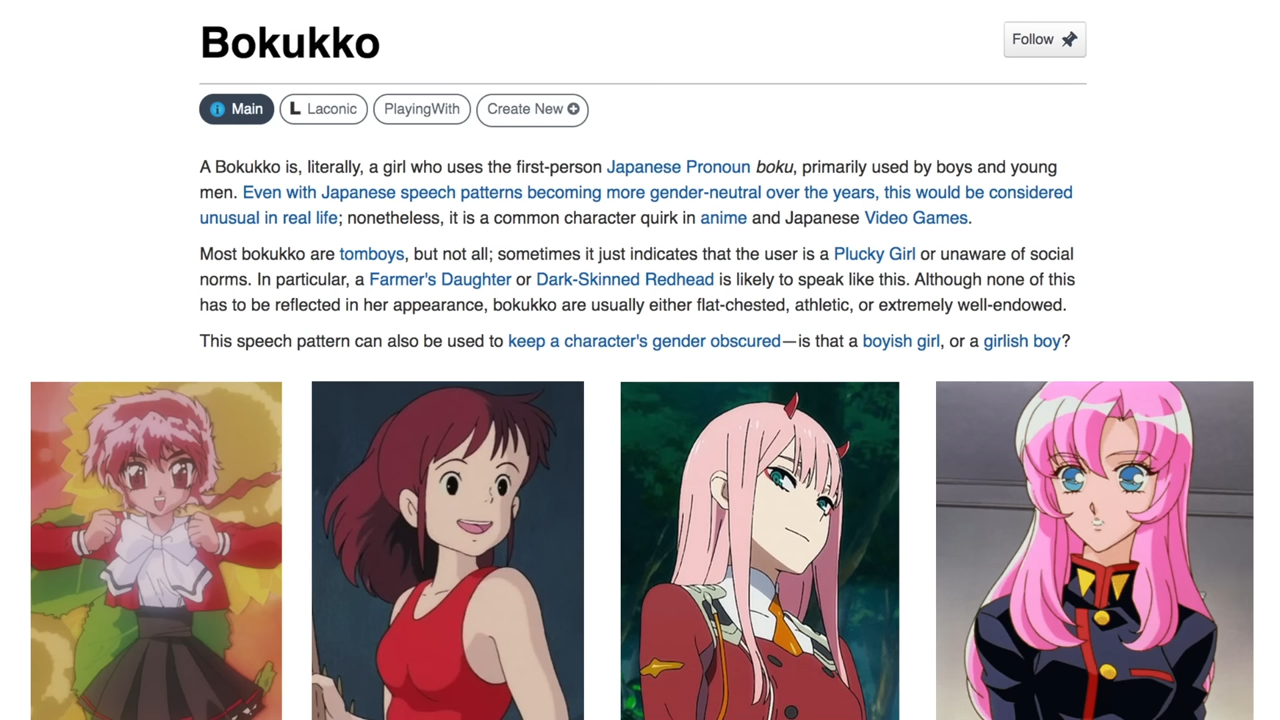 Bokukko
Follow
Main
L Laconic
PlayingWith
Create New
A Bokukko is, literally, a girl who uses the first-person Japanese Pronoun boku, primarily used by boys and young
men. Even with Japanese speech patterns becoming more gender-neutral over the years, this would be considered
unusual in real life; nonetheless, it is a common character quirk in anime and Japanese Video Games.
Most bokukko are tomboys, but not all; sometimes it just indicates that the user is a Plucky Girl or unaware of social
norms. In particular, a Farmer's Daughter or Dark-Skinned Redhead is likely to speak like this. Although none of this
has to be reflected in her appearance, bokukko are usually either flat-chested, athletic, or extremely well-endowed.
This speech pattern can also be used to keep a character's gender obscured—is that a boyish girl, or a girlish boy?